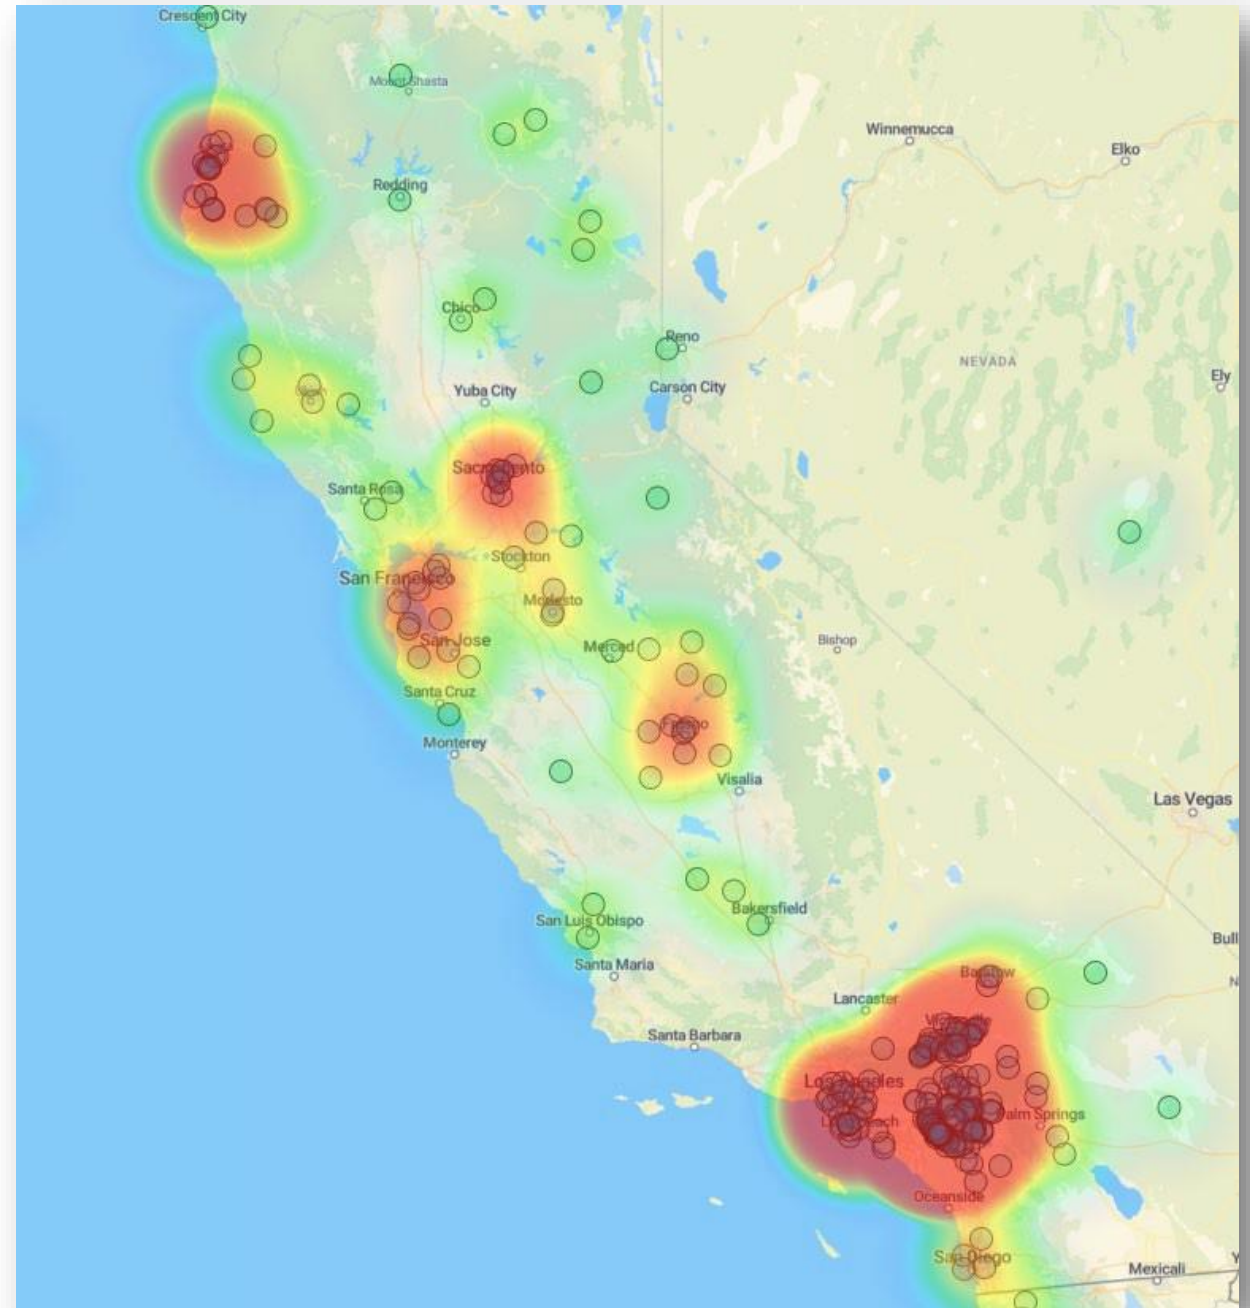 Crescent City
Mount Shasta
Winnemucca
Elko
Redding
Chico
Reno
NEVADA
Ely
Yuba City
Carson City
Sacramento
Santa Rosa
Stockton
San Francisco
Modesto
San Jose
Merced
Bishop
Santa Cruz
Fresno
Monterey
Visalia
Las Vegas
Bakersfield
San Luis Obispo
Bull
Santa Maria
Barstow
N
Lancaster
Victorville
Santa Barbara
Los Angeles
Palm Springs
Long Beach
Oceanside
San Diego
Mexicali
Y